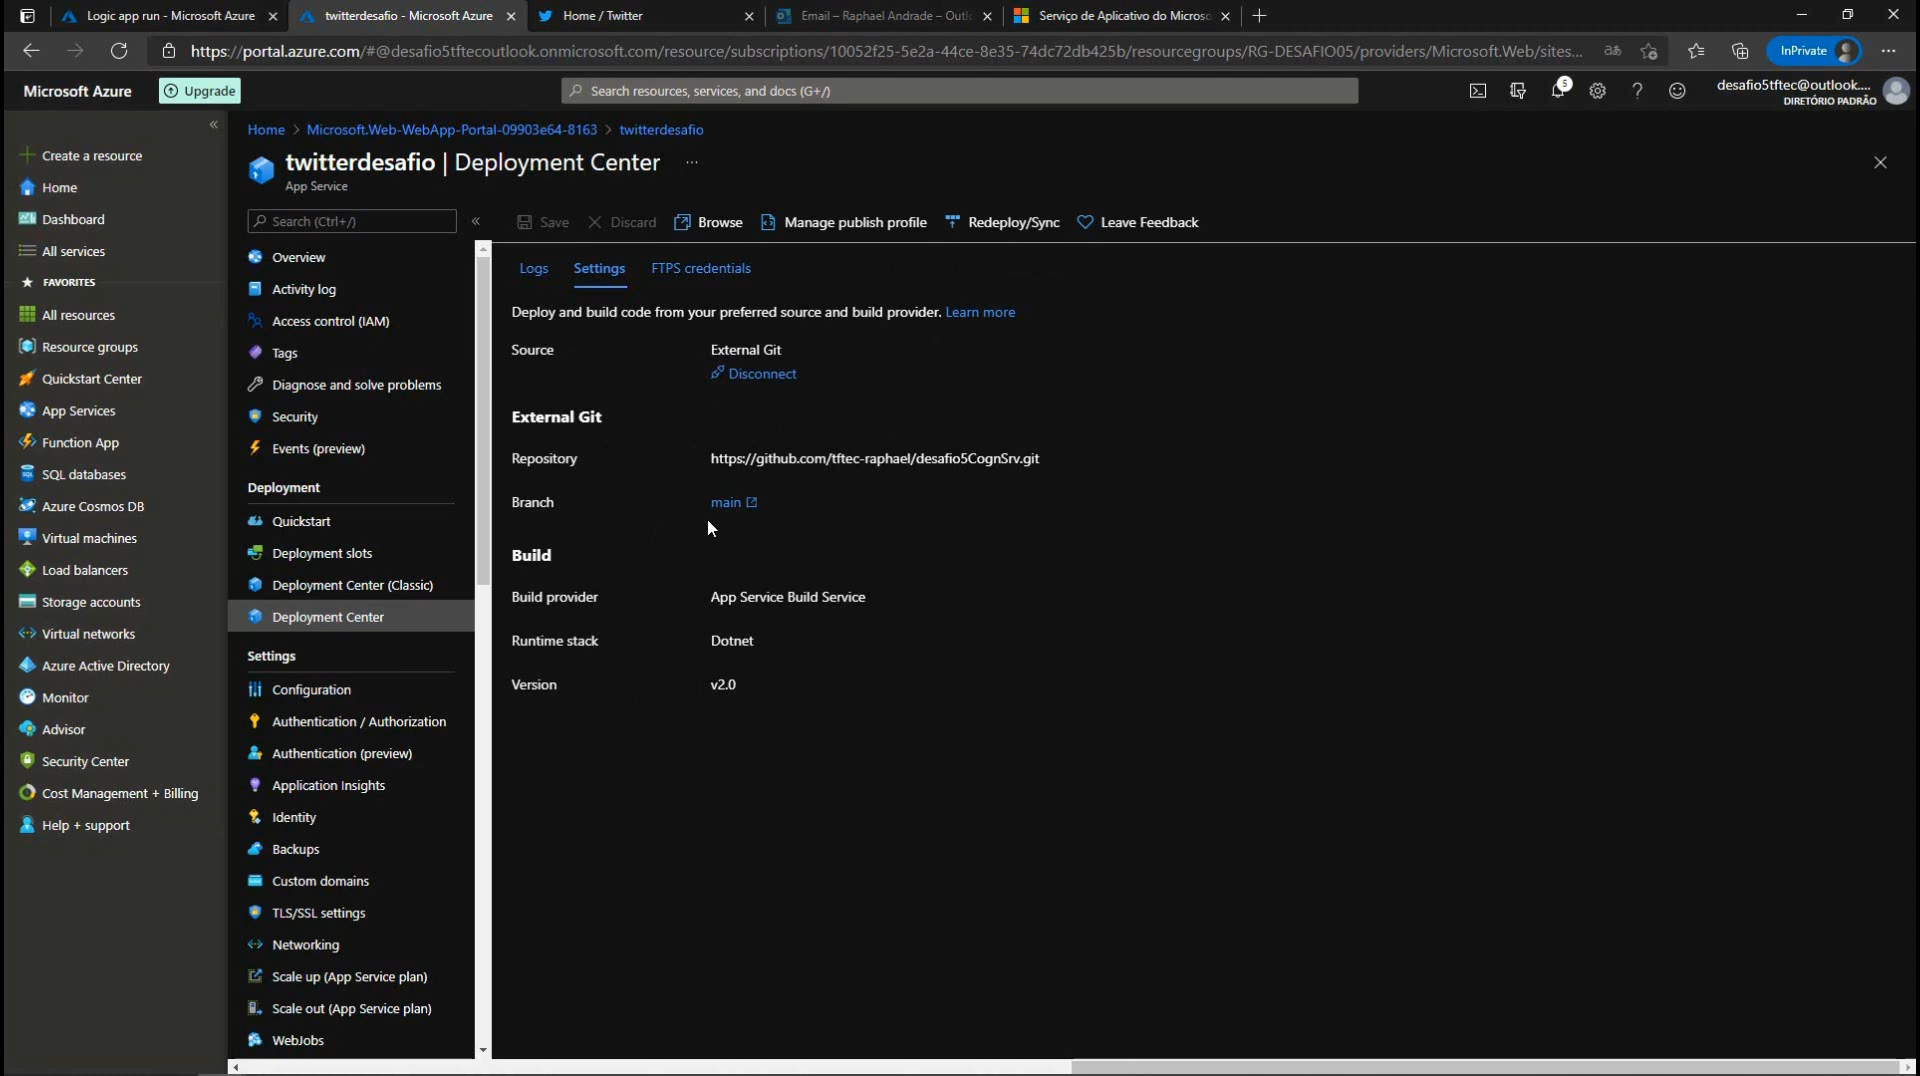 Logic app run - Microsoft Azure
twitterdesafio - Microsoft Azure
Home / Twitter
Email – Raphael Andrade – Outl
Serviço de Aplicativo do Microso
https://portal.azure.com/#@desafio5tftecoutlook.onmicrosoft.com/resource/subscriptions/10052f25-5e2a-44ce-8e35-74dc72db425b/resourcegroups/RG-DESAFIO05/providers/Microsoft.Web/sites...
InPrivate
Microsoft Azure
Upgrade
Search resources, services, and docs (G+/)
5
desafio5tftec@outlook....
DIRETÓRIO PADRÃO
Create a resource
Home
Dashboard
All services
FAVORITES
All resources
Resource groups
Quickstart Center
App Services
Function App
SQL databases
Azure Cosmos DB
Virtual machines
Load balancers
Storage accounts
Virtual networks
Azure Active Directory
Monitor
Advisor
Security Center
Cost Management + Billing
Help + support
Home > Microsoft.Web-WebApp-Portal-09903e64-8163 > twitterdesafio
twitterdesafio | Deployment Center ...
App Service
Search (Ctrl+/)
Overview
Activity log
Access control (IAM)
Tags
Diagnose and solve problems
Security
Events (preview)
Deployment
Quickstart
Deployment slots
Deployment Center (Classic)
Deployment Center
Settings
Configuration
Authentication / Authorization
Authentication (preview)
Application Insights
Identity
Backups
Custom domains
TLS/SSL settings
Networking
Scale up (App Service plan)
Scale out (App Service plan)
WebJobs
Save Discard Browse Manage publish profile Redeploy/Sync Leave Feedback
Logs Settings FTPS credentials
Deploy and build code from your preferred source and build provider. Learn more
Source External Git
Disconnect
External Git
Repository https://github.com/tftec-raphael/desafio5CognSrv.git
Branch main
Build
Build provider App Service Build Service
Runtime stack Dotnet
Version v2.0